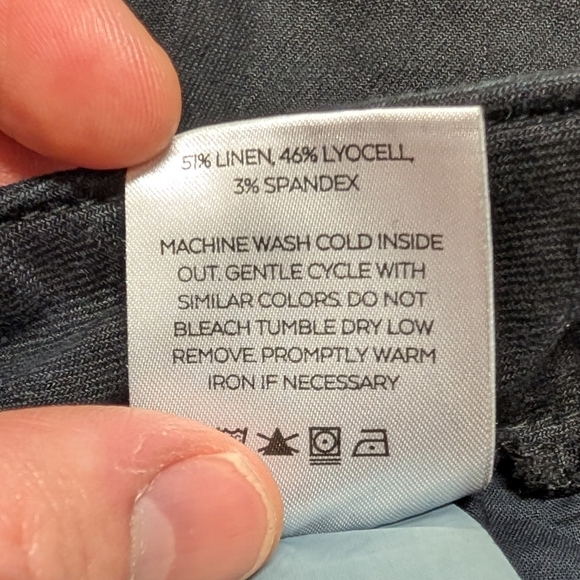 51% LINEN, 46% LYOCELL,
3% SPANDEX
MACHINE WASH COLD INSIDE
OUT. GENTLE CYCLE WITH
SIMILAR COLORS. DO NOT
BLEACH TUMBLE DRY LOW
REMOVE. PROMPTLY WARM
IRON IF NECESSARY